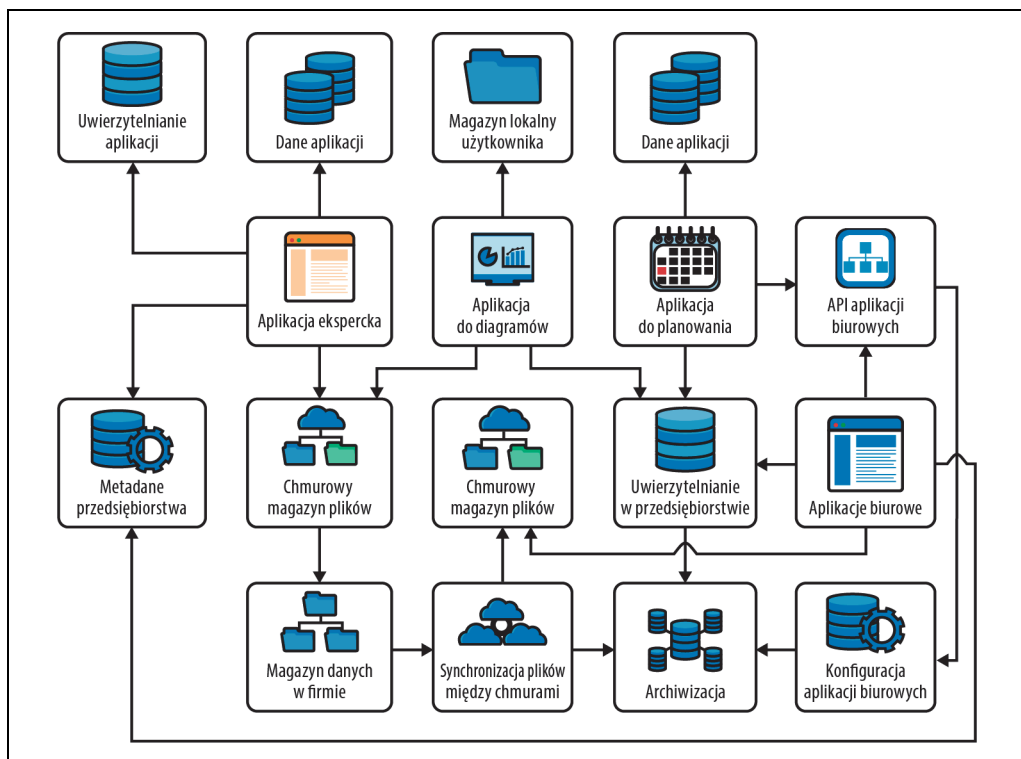 Uwierzytelnianie
aplikacji
Dane aplikacji
Magazyn lokalny
użytkownika
Dane aplikacji
Aplikacja ekspercka
Aplikacja
do diagramów
Aplikacja
do planowania
API aplikacji
biurowych
Metadane
przedsiębiorstwa
Chmurowy
magazyn plików
Chmurowy
magazyn plików
Uwierzytelnianie
w przedsiębiorstwie
Aplikacje biurowe
Magazyn danych
w firmie
Synchronizacja plików
między chmurami
Archiwizacja
Konfiguracja
aplikacji biurowych